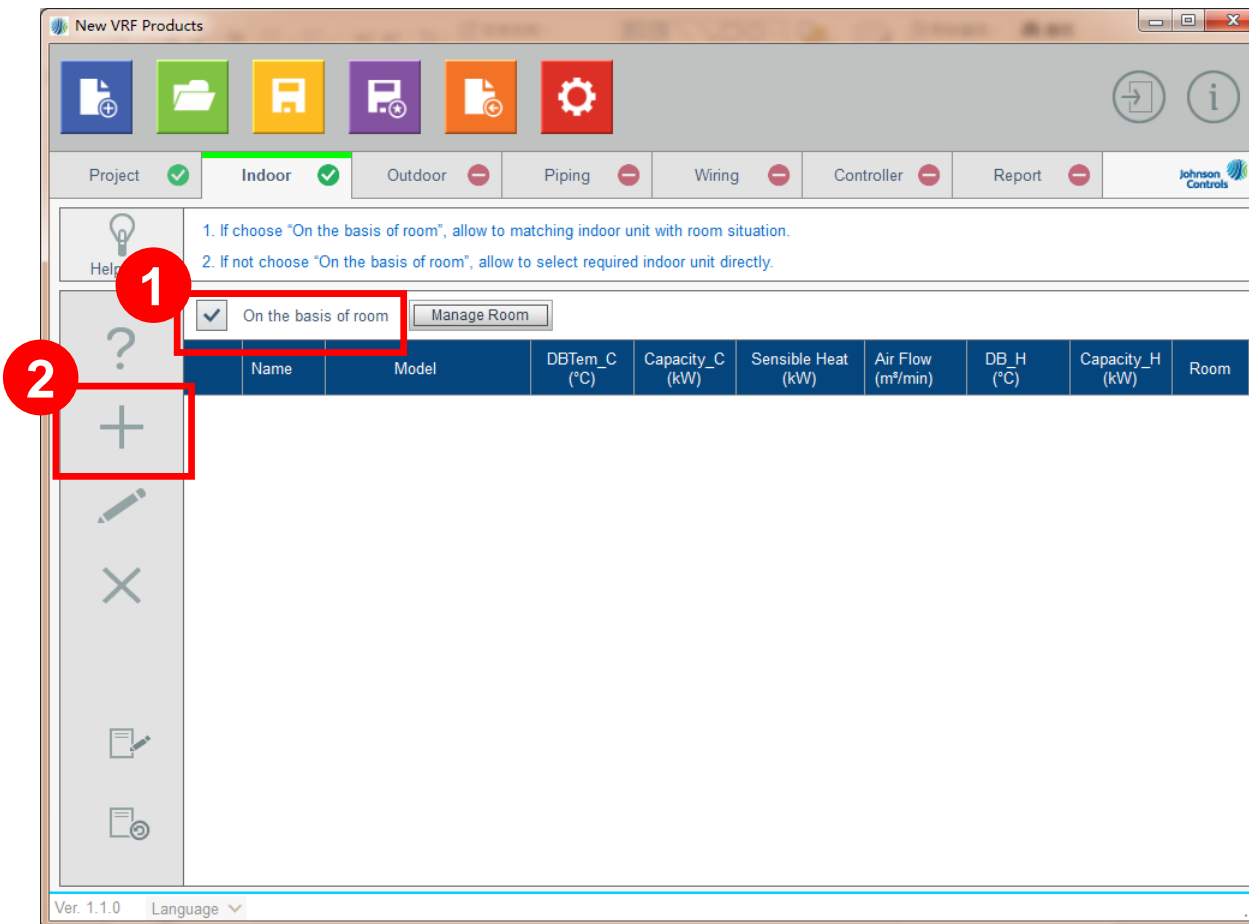 New VRF Products
Project
Indoor
Outdoor
Piping
Wiring
Controller
Report
Johnson
Controls
1. If choose “On the basis of room”, allow to matching indoor unit with room situation.
2. If not choose “On the basis of room”, allow to select required indoor unit directly.
Help
1
On the basis of room
Manage Room
2
Name
Model
DBTem_C
(°C)
Capacity_C
(kW)
Sensible Heat
(kW)
Air Flow
(m³/min)
DB_H
(°C)
Capacity_H
(kW)
Room
Ver. 1.1.0
Language